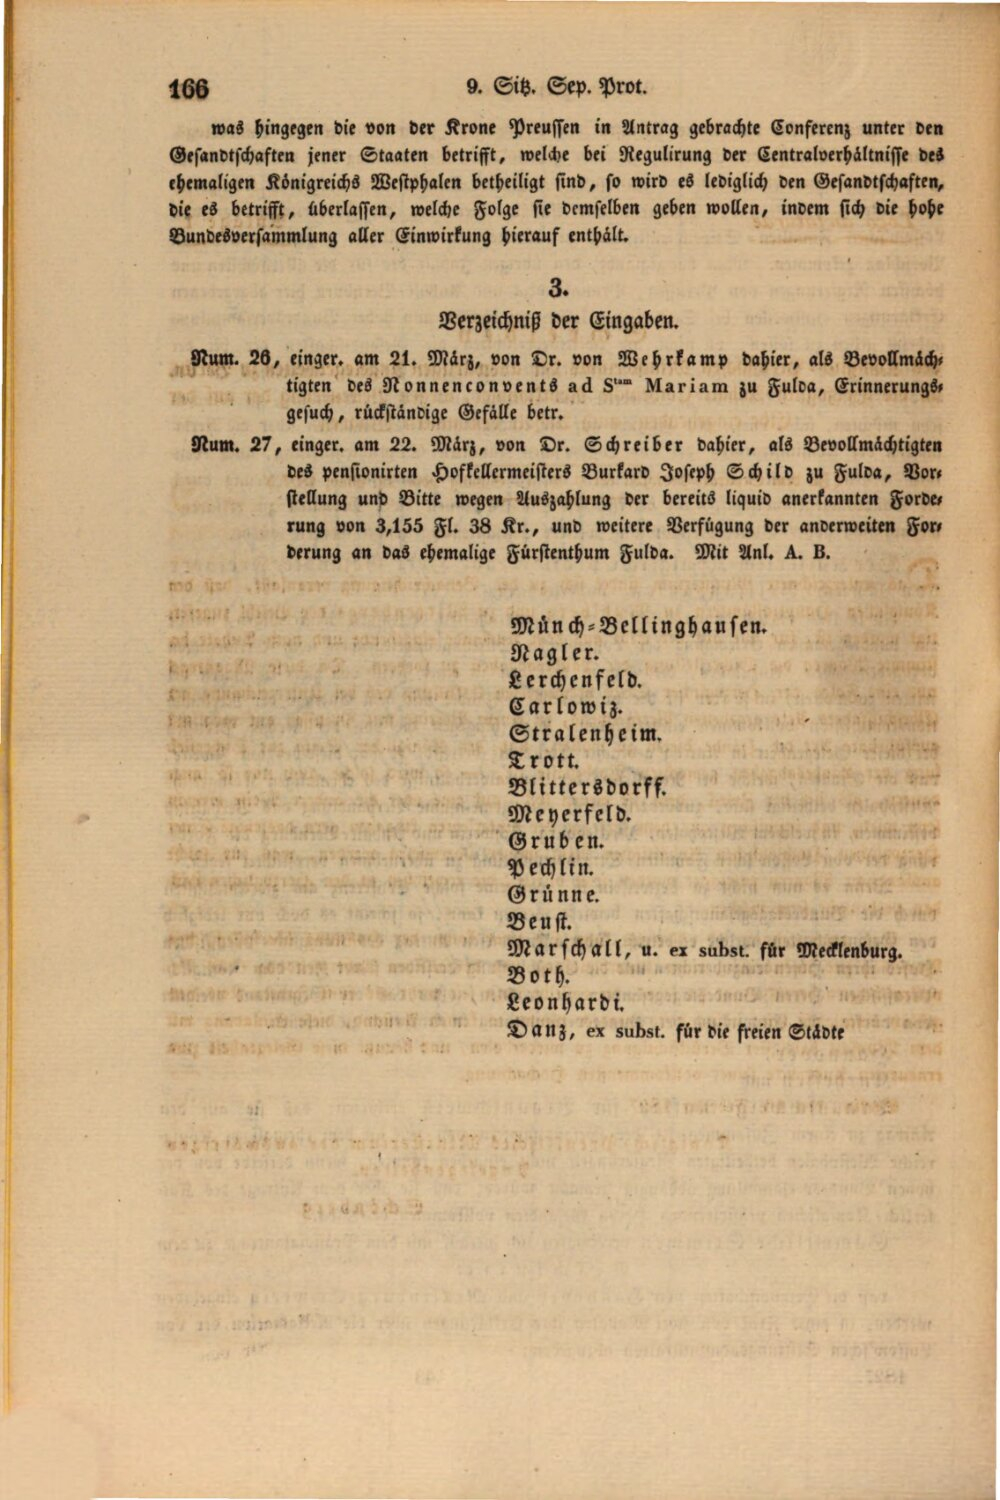 166
9. Sitz. Sep. Prot.
was hingegen die von der Krone Preussen in Antrag gebrachte Conferenz unter den
Gesandtschaften jener Staaten betrifft, welche bei Regulirung der Centralverhältnisse des
ehemaligen Königreichs Westphalen betheiligt sind, so wird es lediglich den Gesandtschaften,
die es betrifft, überlassen, welche Folge sie demselben geben wollen, indem sich die hohe
Bundesversammlung aller Einwirkung hierauf enthält.
3.
Verzeichniß der Eingaben.
Num. 26, einger. am 21. März, von Dr. von Wehrkamp dahier, als Bevollmäch-
tigten des Nonnenconvents ad Stam Mariam zu Fulda, Erinnerungs-
gesuch, rückständige Gefälle betr.
Num. 27, einger. am 22. März, von Dr. Schreiber dahier, als Bevollmächtigten
des pensionirten Hofkellermeisters Burkard Joseph Schild zu Fulda, Vor-
stellung und Bitte wegen Auszahlung der bereits liquid anerkannten Forde-
rung von 3,155 Fl. 38 Kr., und weitere Verfügung der anderweiten For-
derung an das ehemalige Fürstenthum Fulda. Mit Anl. A. B.
Münch-Bellinghausen.
Nagler.
Lerchenfeld.
Carlowiz.
Stralenheim.
Trott.
Blittersdorff.
Meyerfeld.
Gruben.
Pechlin.
Grünne.
Beust.
Marschall, u. ex subst. für Mecklenburg.
Both.
Leonhardi.
Danz, ex subst. für die freien Städte